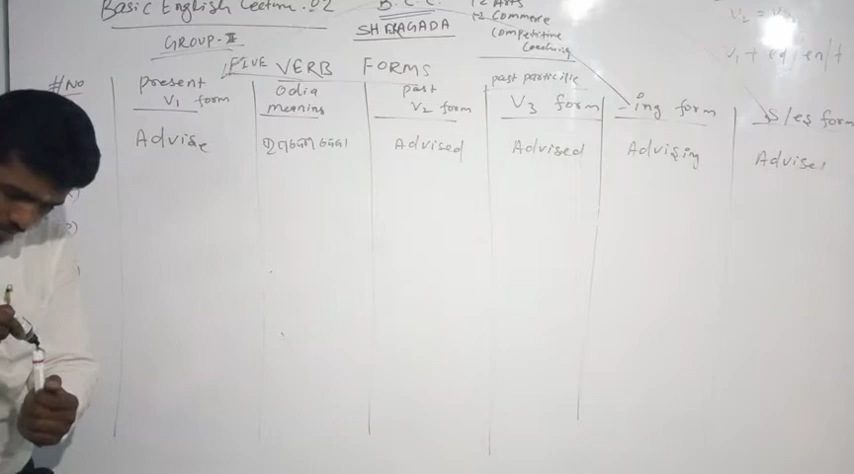 Basic English Lecture. 02
B.C.C.
SHERAGADA
+2 Arts
+2 Commerce
Competitive
Coaching
GROUP-II
FIVE VERB FORMS
V₁ + ed, en/t
#No
present
V₁ form
Odia
meaning
past
V₂ form
past participle
V₃ form
-ing form
S/es form
Advise
Advised
Advised
Advising
Advises